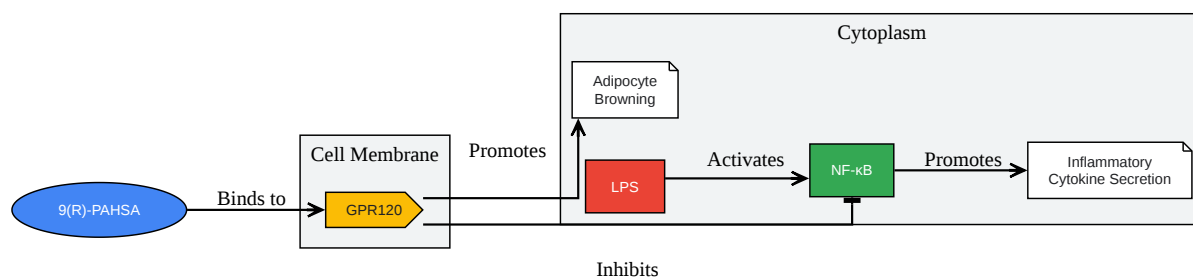 Cytoplasm
Adipocyte
Browning
Cell Membrane
Promotes
Activates
Promotes
Inflammatory
Cytokine Secretion
NF-κB
LPS
Binds to
9(R)-PAHSA
GPR120
Inhibits